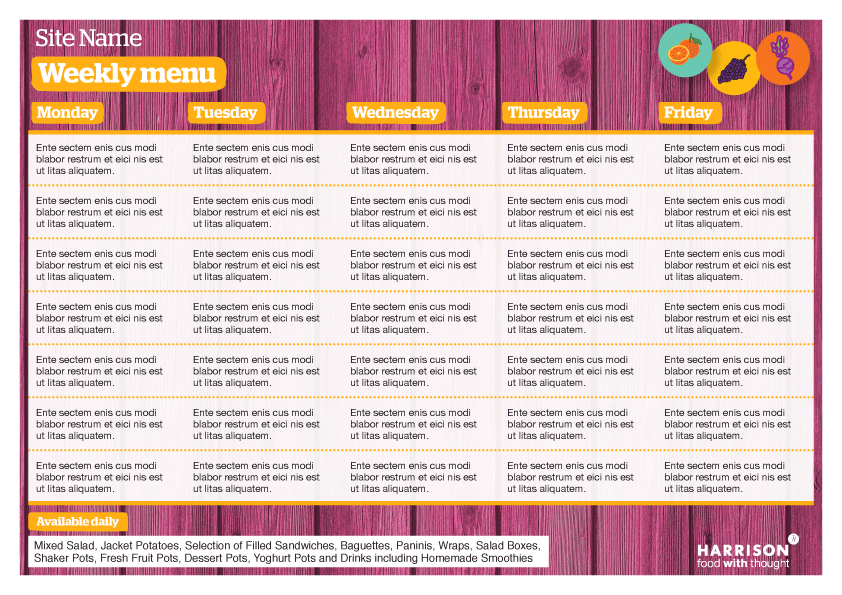 Site Name
Weekly menu
Monday Tuesday Wednesday Thursday Friday
Ente sectem enis cus modi Ente sectem enis cus modi Ente sectem enis cus modi Ente sectem enis cus modi Ente sectem enis cus modi
blabor restrum et eici nis est blabor restrum et eici nis est blabor restrum et eici nis est blabor restrum et eici nis est blabor restrum et eici nis est
ut litas aliquatem. ut litas aliquatem. ut litas aliquatem. ut litas aliquatem. ut litas aliquatem.
Ente sectem enis cus modi Ente sectem enis cus modi Ente sectem enis cus modi Ente sectem enis cus modi Ente sectem enis cus modi
blabor restrum et eici nis est blabor restrum et eici nis est blabor restrum et eici nis est blabor restrum et eici nis est blabor restrum et eici nis est
ut litas aliquatem. ut litas aliquatem. ut litas aliquatem. ut litas aliquatem. ut litas aliquatem.
Ente sectem enis cus modi Ente sectem enis cus modi Ente sectem enis cus modi Ente sectem enis cus modi Ente sectem enis cus modi
blabor restrum et eici nis est blabor restrum et eici nis est blabor restrum et eici nis est blabor restrum et eici nis est blabor restrum et eici nis est
ut litas aliquatem. ut litas aliquatem. ut litas aliquatem. ut litas aliquatem. ut litas aliquatem.
Ente sectem enis cus modi Ente sectem enis cus modi Ente sectem enis cus modi Ente sectem enis cus modi Ente sectem enis cus modi
blabor restrum et eici nis est blabor restrum et eici nis est blabor restrum et eici nis est blabor restrum et eici nis est blabor restrum et eici nis est
ut litas aliquatem. ut litas aliquatem. ut litas aliquatem. ut litas aliquatem. ut litas aliquatem.
Ente sectem enis cus modi Ente sectem enis cus modi Ente sectem enis cus modi Ente sectem enis cus modi Ente sectem enis cus modi
blabor restrum et eici nis est blabor restrum et eici nis est blabor restrum et eici nis est blabor restrum et eici nis est blabor restrum et eici nis est
ut litas aliquatem. ut litas aliquatem. ut litas aliquatem. ut litas aliquatem. ut litas aliquatem.
Ente sectem enis cus modi Ente sectem enis cus modi Ente sectem enis cus modi Ente sectem enis cus modi Ente sectem enis cus modi
blabor restrum et eici nis est blabor restrum et eici nis est blabor restrum et eici nis est blabor restrum et eici nis est blabor restrum et eici nis est
ut litas aliquatem. ut litas aliquatem. ut litas aliquatem. ut litas aliquatem. ut litas aliquatem.
Ente sectem enis cus modi Ente sectem enis cus modi Ente sectem enis cus modi Ente sectem enis cus modi Ente sectem enis cus modi
blabor restrum et eici nis est blabor restrum et eici nis est blabor restrum et eici nis est blabor restrum et eici nis est blabor restrum et eici nis est
ut litas aliquatem. ut litas aliquatem. ut litas aliquatem. ut litas aliquatem. ut litas aliquatem.
Available daily
Mixed Salad, Jacket Potatoes, Selection of Filled Sandwiches, Baguettes, Paninis, Wraps, Salad Boxes,
Shaker Pots, Fresh Fruit Pots, Dessert Pots, Yoghurt Pots and Drinks including Homemade Smoothies
HARRISON
food with thought